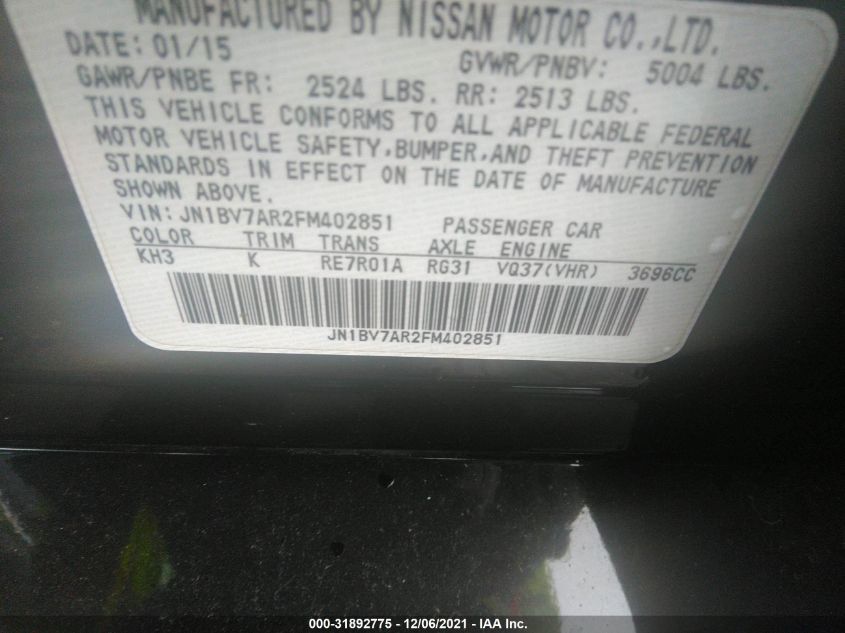 MANUFACTURED BY NISSAN MOTOR CO.,LTD.
DATE: 01/15 GVWR/PNBV: 5004 LBS.
GAWR/PNBE FR: 2524 LBS. RR: 2513 LBS.
THIS VEHICLE CONFORMS TO ALL APPLICABLE FEDERAL
MOTOR VEHICLE SAFETY,BUMPER,AND THEFT PREVENTION
STANDARDS IN EFFECT ON THE DATE OF MANUFACTURE
SHOWN ABOVE.
VIN: JN1BV7AR2FM402851 PASSENGER CAR
COLOR TRIM TRANS AXLE ENGINE
KH3 K RE7R01A RG31 VQ37(VHR) 3696CC
JN1BV7AR2FM402851
000-31892775 - 12/06/2021 - IAA Inc.